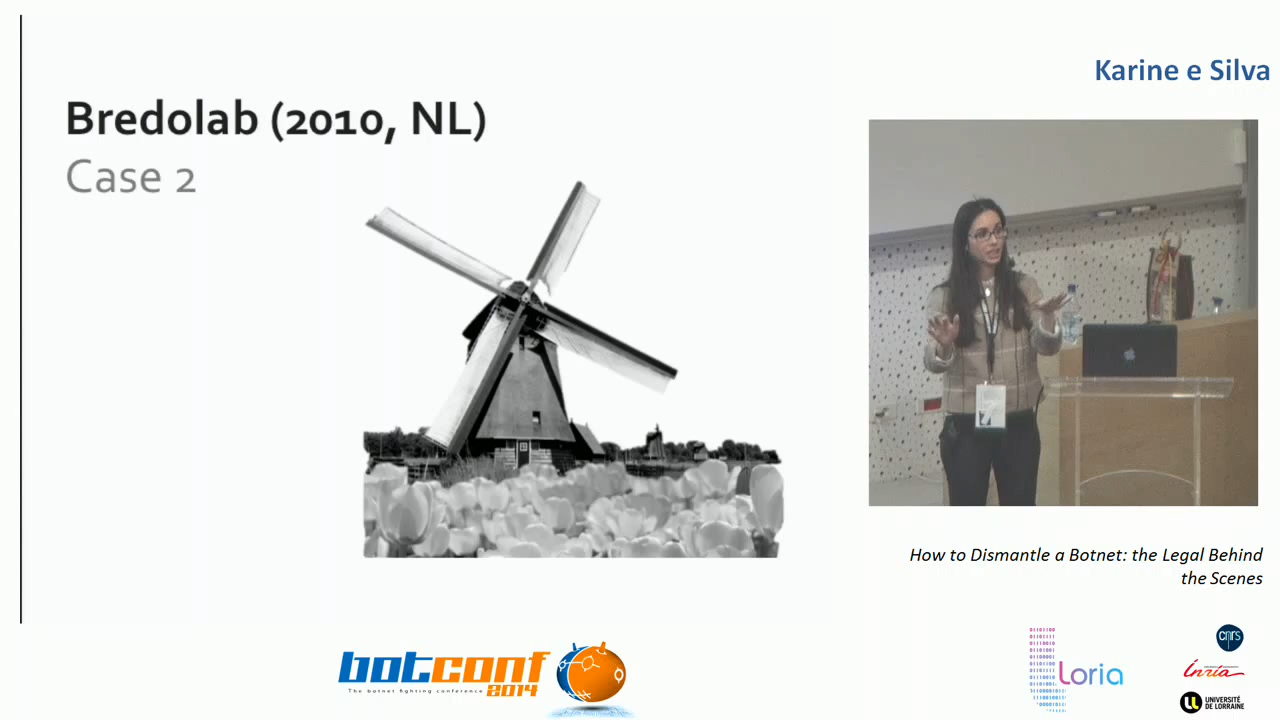 Karine e Silva
Bredolab (2010, NL)
Case 2
How to Dismantle a Botnet: the Legal Behind
the Scenes
botconf
2014
The botnet fighting conference
Loria
cnrs
Inria
UNIVERSITÉ
DE LORRAINE